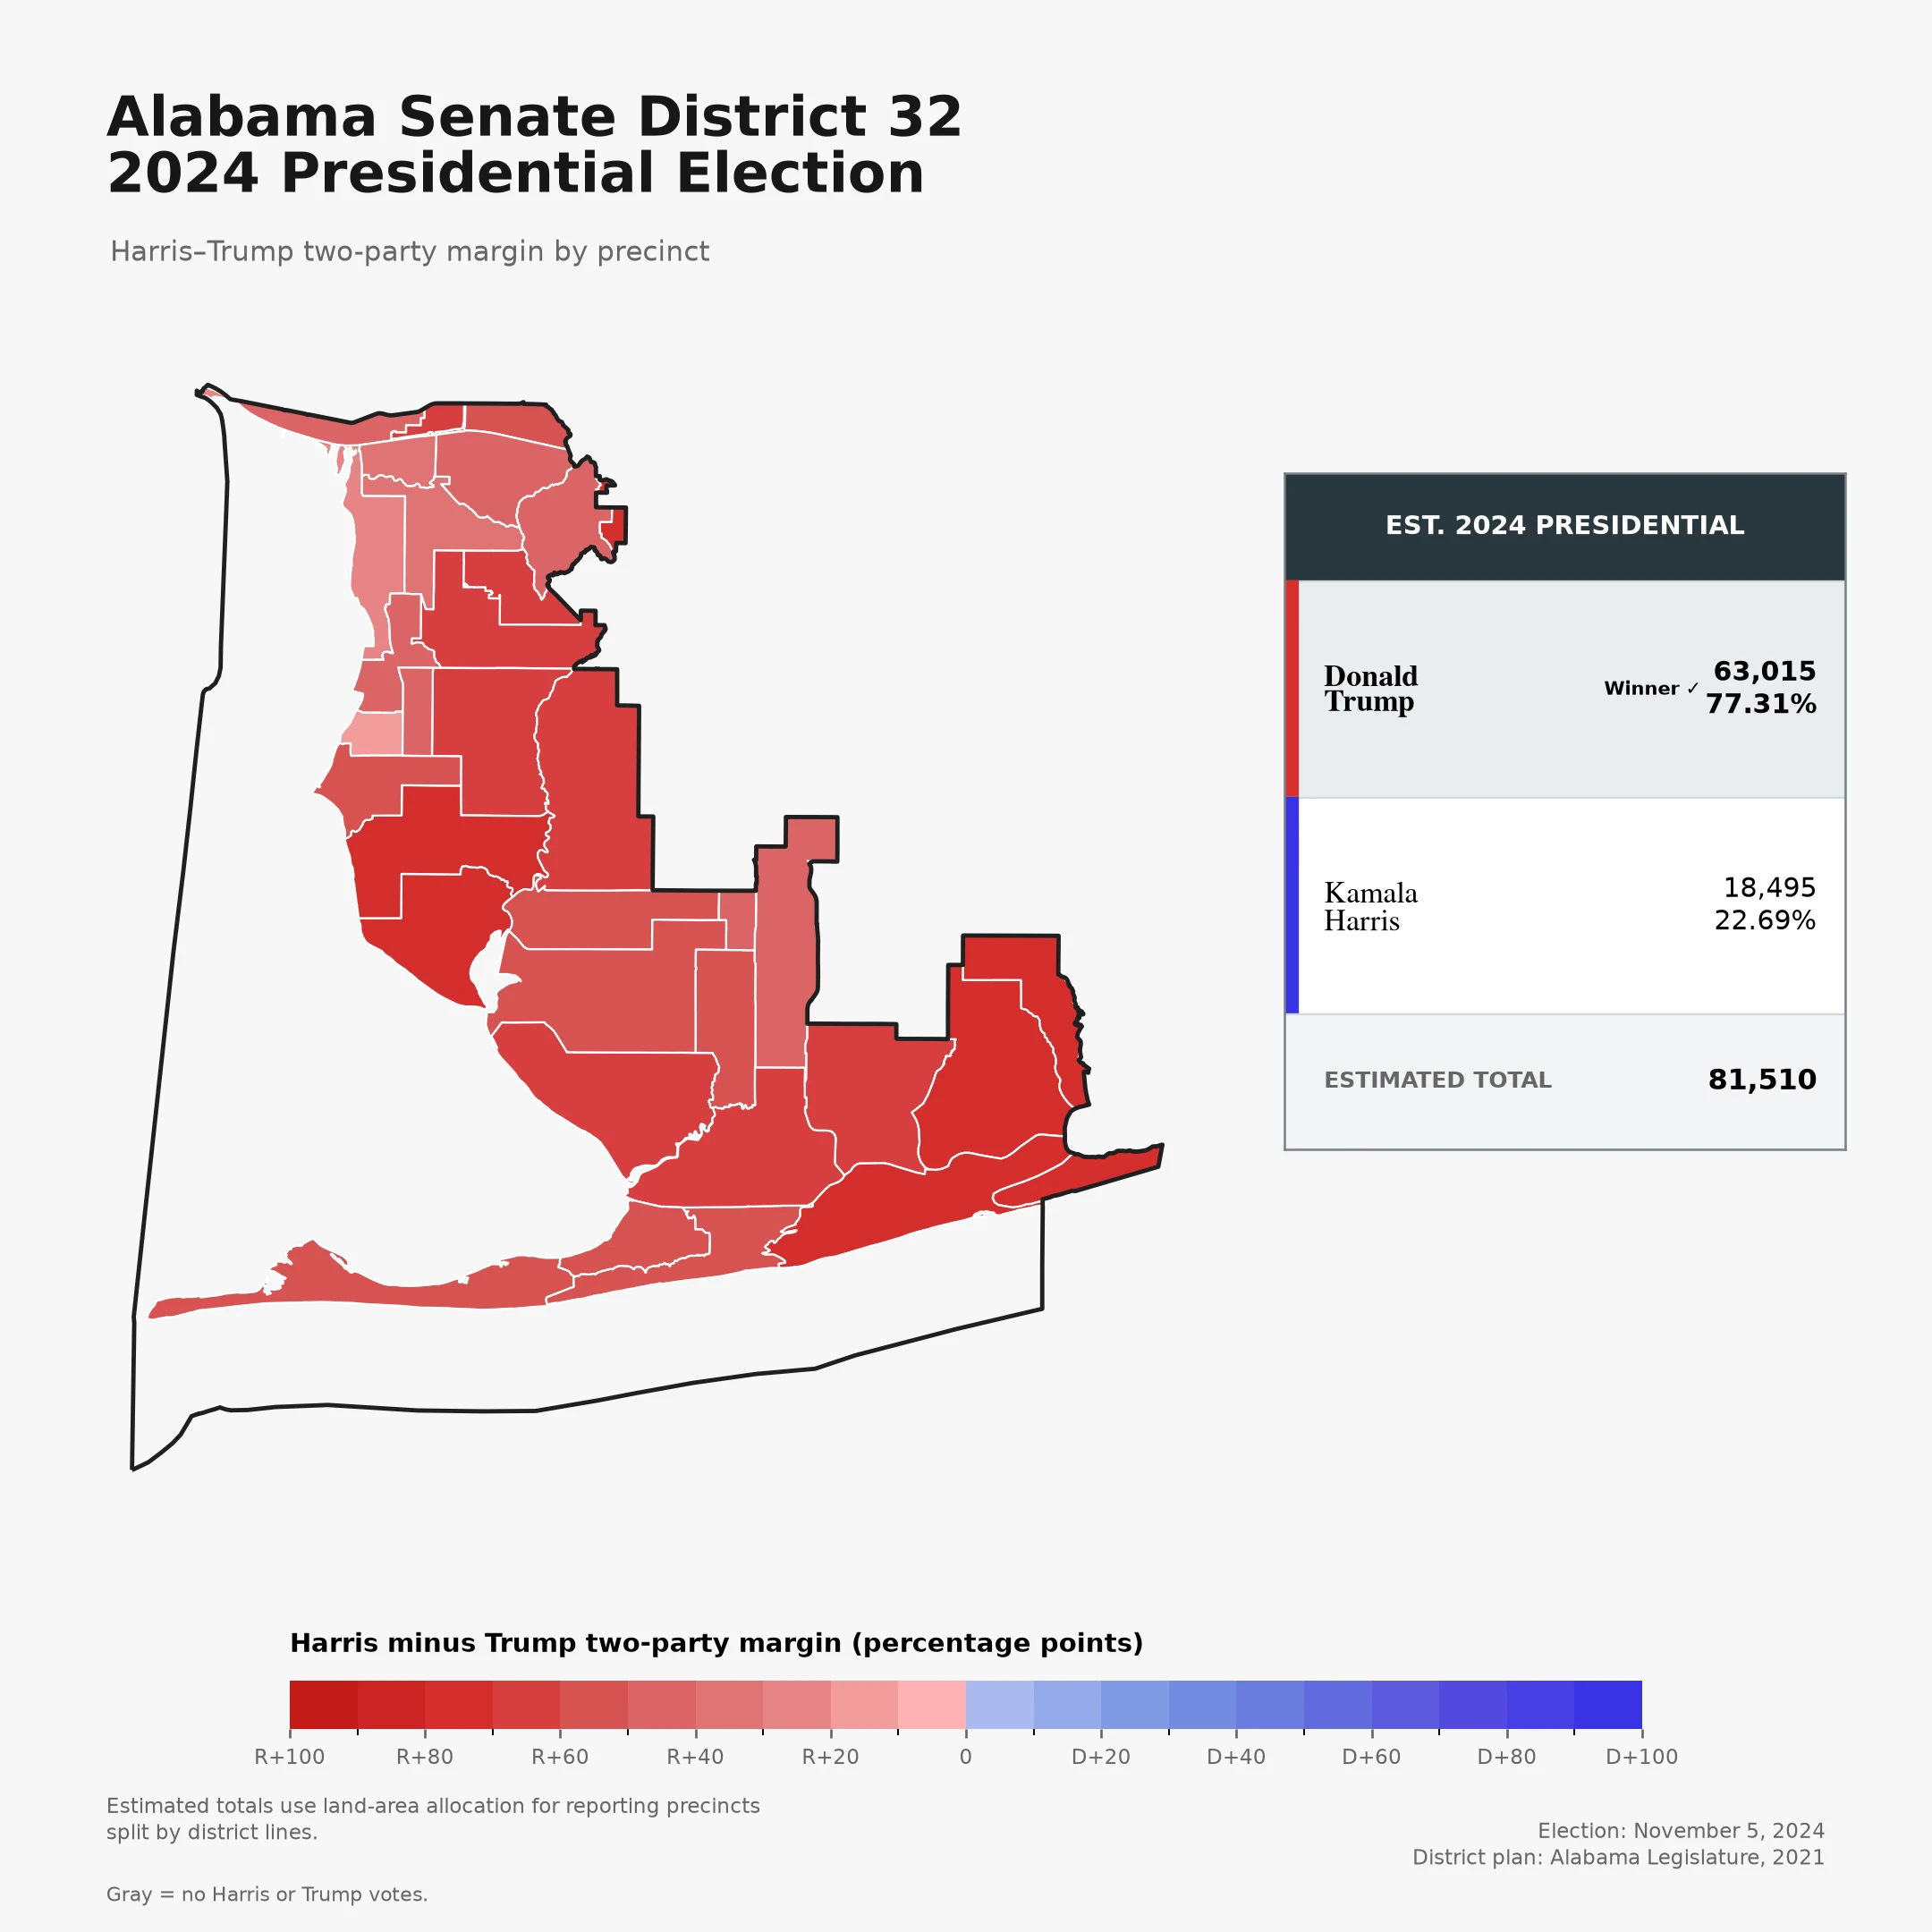 Alabama Senate District 32
2024 Presidential Election
Harris–Trump two-party margin by precinct
EST. 2024 PRESIDENTIAL
Donald
Trump
Winner ✓
63,015
77.31%
Kamala
Harris
18,495
22.69%
ESTIMATED TOTAL
81,510
Harris minus Trump two-party margin (percentage points)
R+100 R+80 R+60 R+40 R+20 0 D+20 D+40 D+60 D+80 D+100
Estimated totals use land-area allocation for reporting precincts
split by district lines.
Gray = no Harris or Trump votes.
Election: November 5, 2024
District plan: Alabama Legislature, 2021